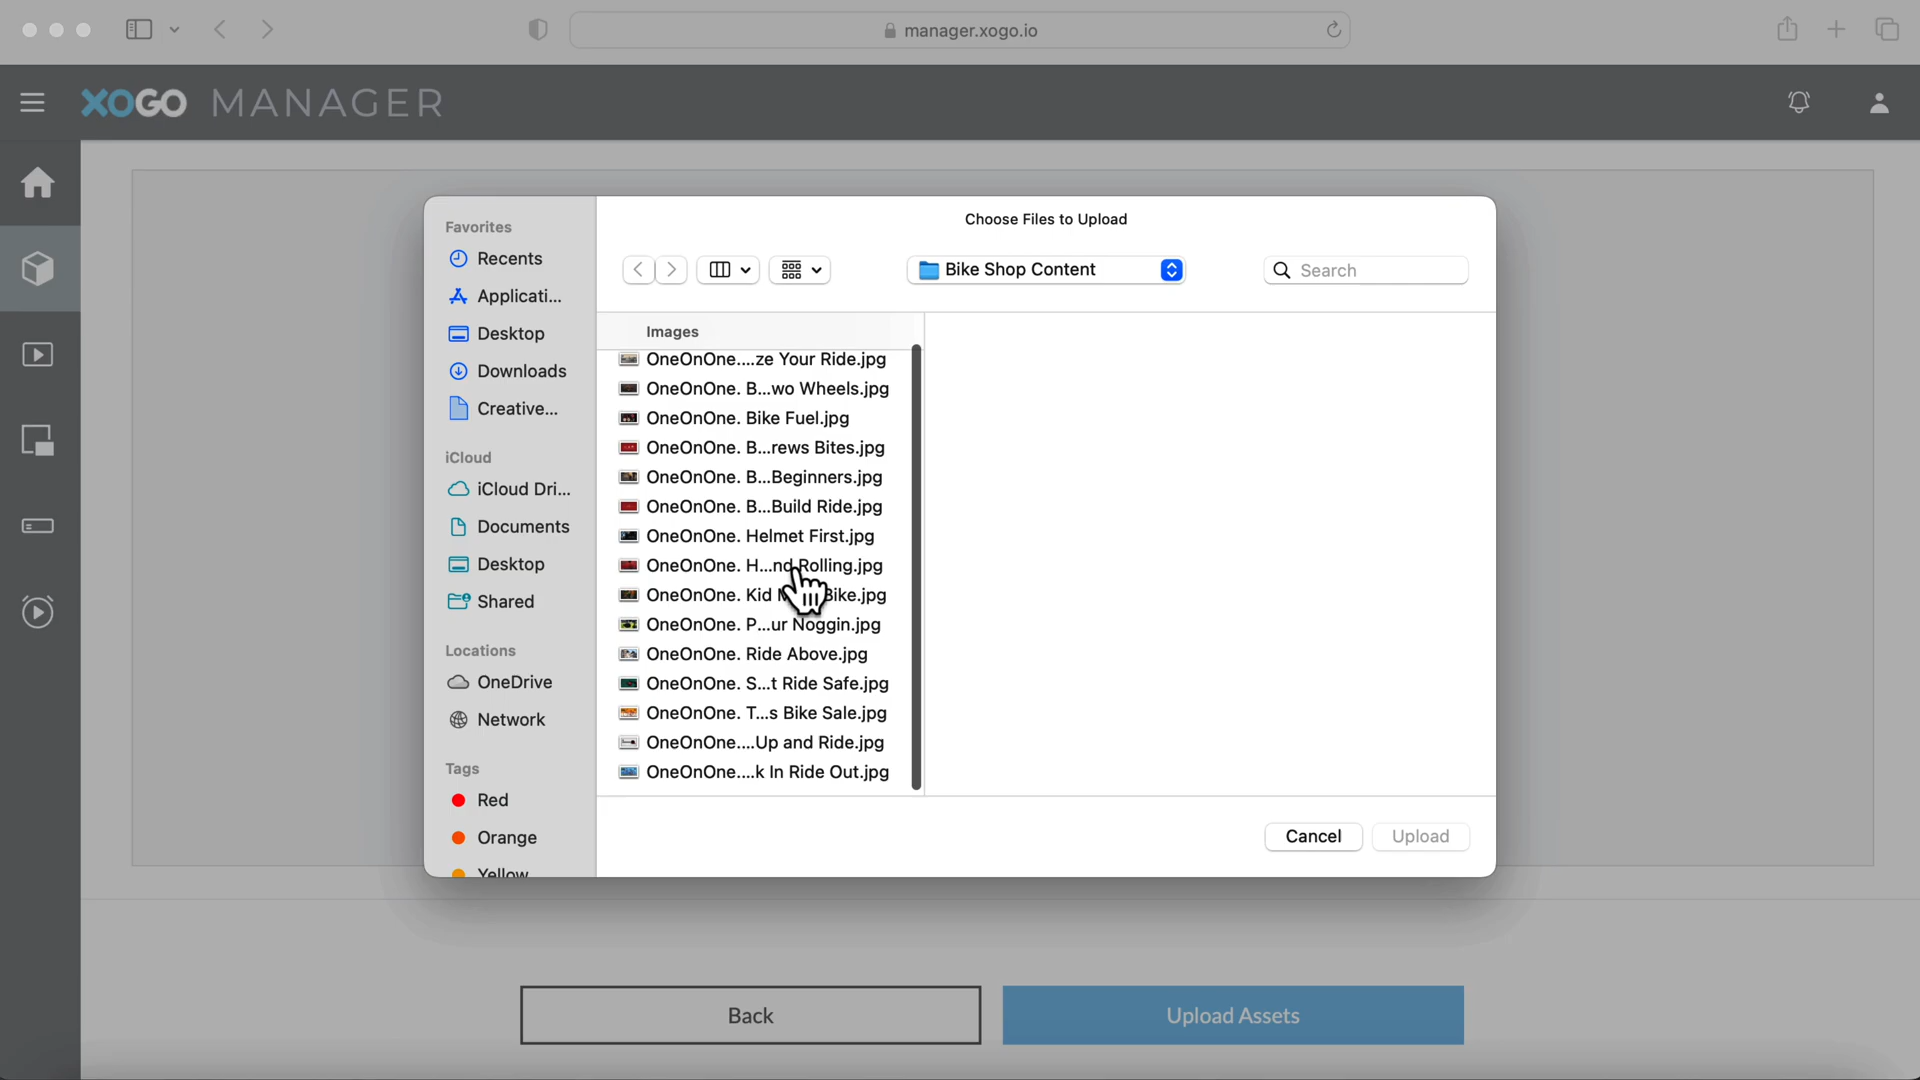 manager.xogo.io
XOGO MANAGER
Choose Files to Upload
Favorites
Recents
Applicati...
Desktop
Downloads
Creative...
iCloud
iCloud Dri...
Documents
Desktop
Shared
Locations
OneDrive
Network
Tags
Red
Orange
Yellow
Bike Shop Content
Search
Images
OneOnOne....ze Your Ride.jpg
OneOnOne. B...wo Wheels.jpg
OneOnOne. Bike Fuel.jpg
OneOnOne. B...rews Bites.jpg
OneOnOne. B...Beginners.jpg
OneOnOne. B...Build Ride.jpg
OneOnOne. Helmet First.jpg
OneOnOne. H...nd Rolling.jpg
OneOnOne. Kid Bike.jpg
OneOnOne. P...ur Noggin.jpg
OneOnOne. Ride Above.jpg
OneOnOne. S...t Ride Safe.jpg
OneOnOne. T...s Bike Sale.jpg
OneOnOne....Up and Ride.jpg
OneOnOne....k In Ride Out.jpg
Cancel
Upload
Back
Upload Assets